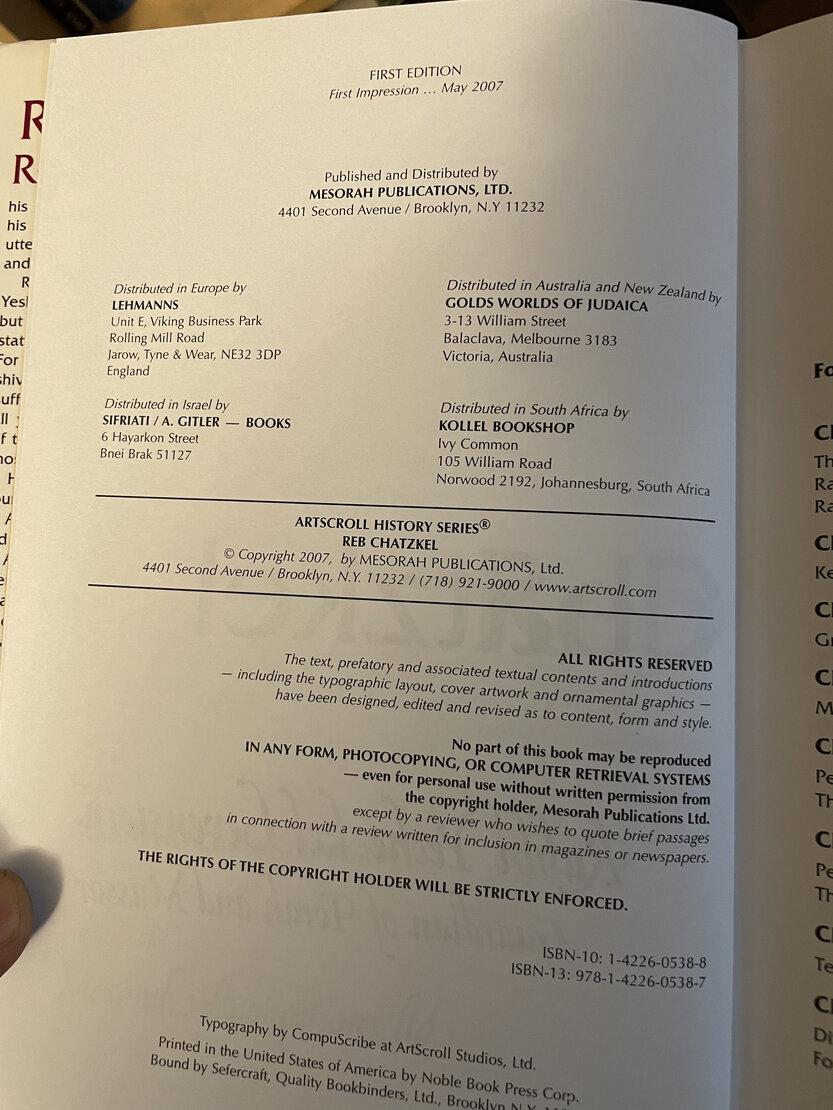 FIRST EDITION
First Impression … May 2007
Published and Distributed by
MESORAH PUBLICATIONS, LTD.
4401 Second Avenue / Brooklyn, N.Y 11232
Distributed in Europe by
LEHMANNS
Unit E, Viking Business Park
Rolling Mill Road
Jarow, Tyne & Wear, NE32 3DP
England
Distributed in Australia and New Zealand by
GOLDS WORLDS OF JUDAICA
3-13 William Street
Balaclava, Melbourne 3183
Victoria, Australia
Distributed in Israel by
SIFRIATI / A. GITLER — BOOKS
6 Hayarkon Street
Bnei Brak 51127
Distributed in South Africa by
KOLLEL BOOKSHOP
Ivy Common
105 William Road
Norwood 2192, Johannesburg, South Africa
ARTSCROLL HISTORY SERIES®
REB CHATZKEL
© Copyright 2007, by MESORAH PUBLICATIONS, Ltd.
4401 Second Avenue / Brooklyn, N.Y. 11232 / (718) 921-9000 / www.artscroll.com
ALL RIGHTS RESERVED
The text, prefatory and associated textual contents and introductions
— including the typographic layout, cover artwork and ornamental graphics —
have been designed, edited and revised as to content, form and style.
No part of this book may be reproduced
IN ANY FORM, PHOTOCOPYING, OR COMPUTER RETRIEVAL SYSTEMS
— even for personal use without written permission from
the copyright holder, Mesorah Publications Ltd.
except by a reviewer who wishes to quote brief passages
in connection with a review written for inclusion in magazines or newspapers.
THE RIGHTS OF THE COPYRIGHT HOLDER WILL BE STRICTLY ENFORCED.
ISBN-10: 1-4226-0538-8
ISBN-13: 978-1-4226-0538-7
Typography by CompuScribe at ArtScroll Studios, Ltd.
Printed in the United States of America by Noble Book Press Corp.
Bound by Sefercraft, Quality Bookbinders, Ltd., Brooklyn